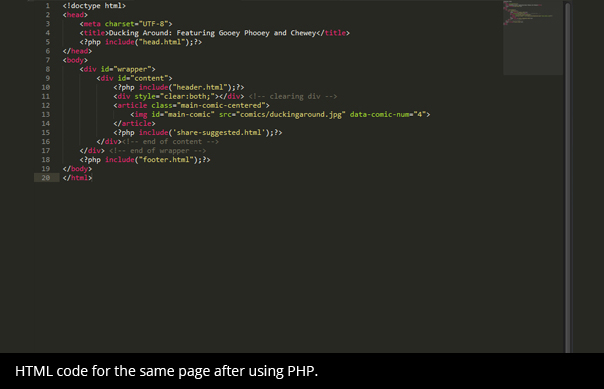 1 <!doctype html>
2 <head>
3 <meta charset="UTF-8">
4 <title>Ducking Around: Featuring Gooey Phooey and Chewey</title>
5 <?php include("head.html");?>
6 </head>
7 <body>
8 <div id="wrapper">
9 <div id="content">
10 <?php include("header.html");?>
11 <div style="clear:both;"></div> <!-- clearing div -->
12 <article class="main-comic-centered">
13 <img id="main-comic" src="comics/duckingaround.jpg" data-comic-num="4">
14 </article>
15 <?php include('share-suggested.html');?>
16 </div><!-- end of content -->
17 </div> <!-- end of wrapper -->
18 <?php include("footer.html");?>
19 </body>
20 </html>
HTML code for the same page after using PHP.